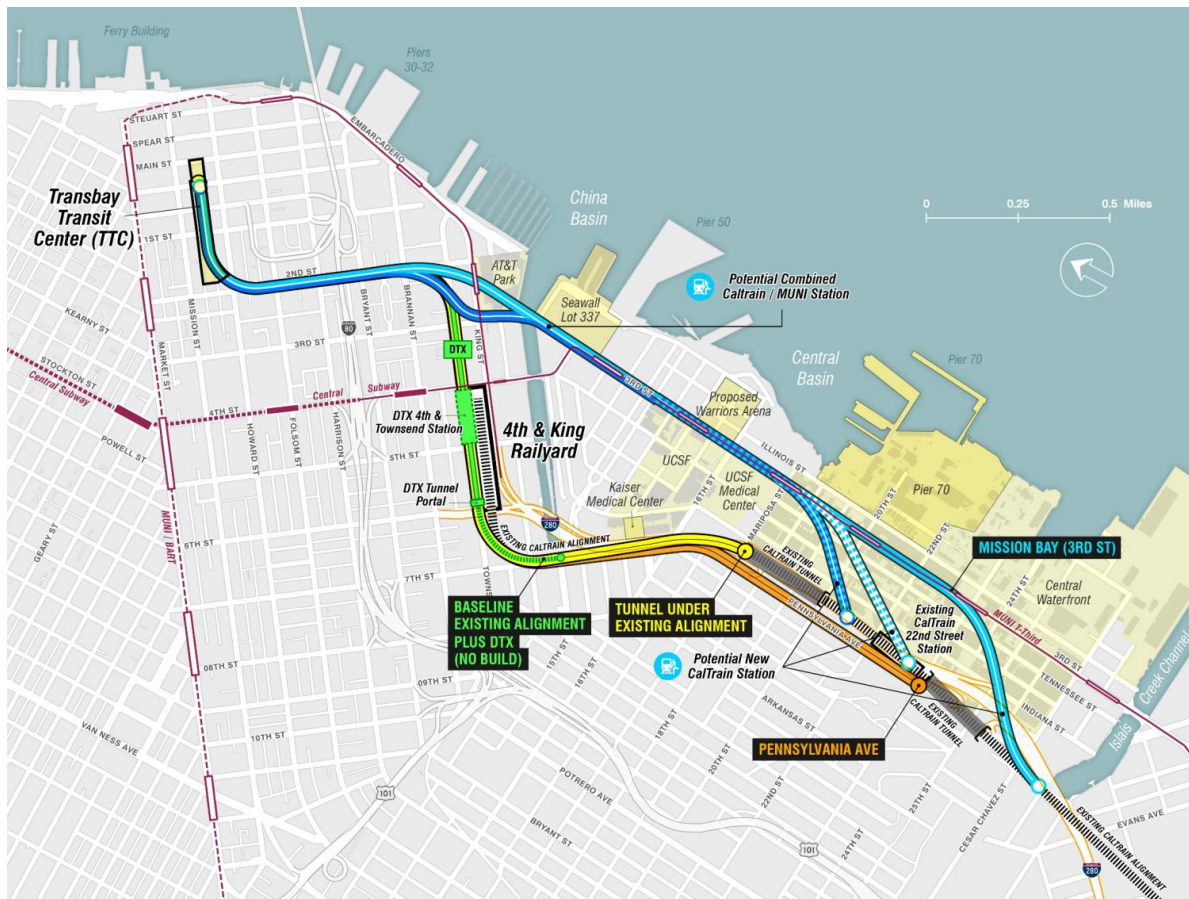 Ferry Building
Piers
30-32
STEUART ST
SPEAR ST
MAIN ST
EMBARCADERO
Transbay
Transit
Center (TTC)
1ST ST
2ND ST
China
Basin
Pier 50
0
0.25
0.5 Miles
AT&T
Park
Seawall
Lot 337
Potential Combined
Caltrain / MUNI Station
MISSION ST
MARKET ST
KEARNY ST
STOCKTON ST
Central Subway
POWELL ST
GEARY ST
MUNI / BART
80
BRYANT ST
BRANNAN ST
KING ST
3RD ST
DTX
4TH ST
Central Subway
HOWARD ST
FOLSOM ST
HARRISON ST
DTX 4th &
Townsend Station
4th & King
Railyard
5TH ST
DTX Tunnel
Portal
6TH ST
7TH ST
TOWNS
EXISTING CALTRAIN ALIGNMENT
280
3RD ST
Central
Basin
Pier 70
Proposed
Warriors Arena
UCSF
UCSF
Medical
Center
Kaiser
Medical Center
16TH ST
MARIPOSA ST
ILLINOIS ST
20TH ST
22ND ST
Pier 70
MISSION BAY (3RD ST)
24TH ST
Central
Waterfront
MUNI T-Third
3RD ST
TENNESSEE ST
INDIANA ST
Islais
Creek Channel
EXISTING
CALTRAIN TUNNEL
PENNSYLVANIA AVE
Existing
CalTrain
22nd Street
Station
BASELINE
EXISTING ALIGNMENT
PLUS DTX
(NO BUILD)
TUNNEL UNDER
EXISTING ALIGNMENT
Potential New
CalTrain Station
PENNSYLVANIA AVE
EXISTING
CALTRAIN TUNNEL
08TH ST
09TH ST
10TH ST
VAN NESS AVE
15TH ST
16TH ST
18TH ST
20TH ST
22ND ST
24TH ST
25TH ST
ARKANSAS ST
POTRERO AVE
BRYANT ST
CESAR CHAVEZ ST
EVANS AVE
EXISTING CALTRAIN ALIGNMENT
101
101
280